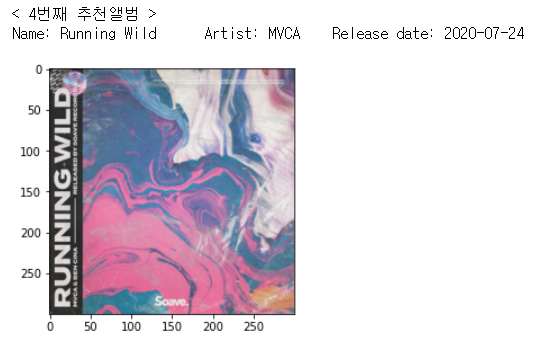 < 4번째 추천앨범 >
Name: Running Wild Artist: MVCA Release date: 2020-07-24
0
50
100
150
200
250
0 50 100 150 200 250
RUNNING WILD
RELEASED BY SOAVE RECORDS
MVCA & BEN CINA
Soave.